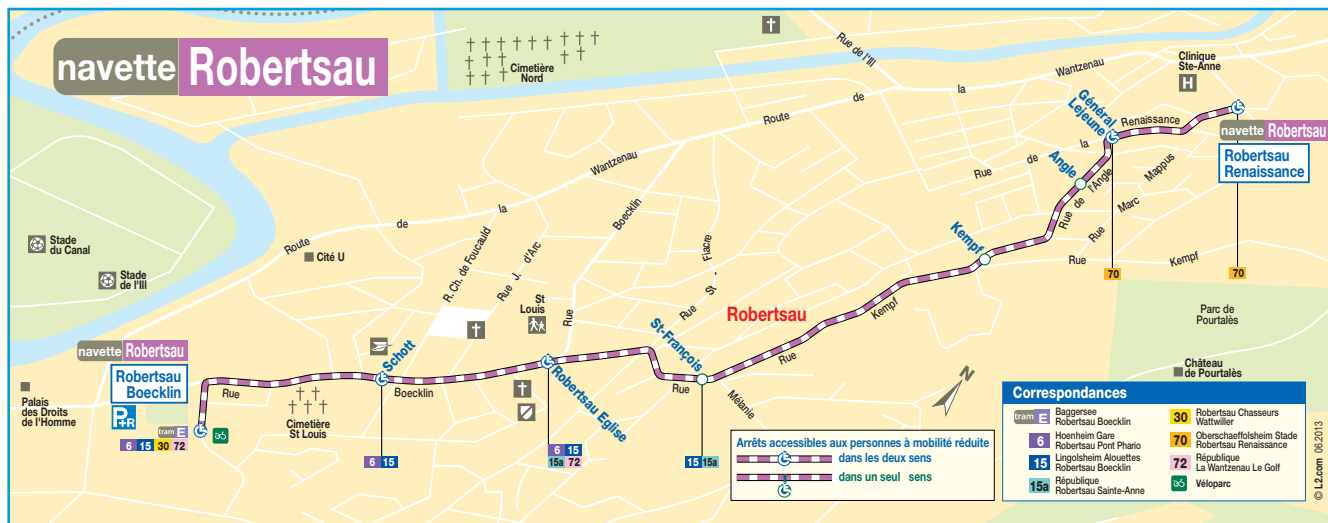 navette Robertsau
Cimetière
Nord
Rue de l'Ill
Clinique
Ste-Anne
H
Route de la Wantzenau
Général
Lejeune
Renaissance
navette Robertsau
Robertsau
Renaissance
Rue de la
Angle
Rue de l'Angle
Mappus
Marc
Rue
Kempf
Rue
Kempf
70
70
Stade
du Canal
Stade
de l'Ill
Route de la Wantzenau
Cité U
R. Ch. de Foucauld
Rue J. d'Arc
Boecklin
Rue
St
Louis
Rue St - Fiacre
Robertsau
Kempf
Rue
Parc de
Pourtalès
Château
de Pourtalès
navette Robertsau
Robertsau
Boecklin
P+R
tram E
6 15 30 72
Palais
des Droits
de l'Homme
Rue
Boecklin
Schott
Cimetière
St Louis
6 15
Robertsau Eglise
6 15
15a 72
St-François
Rue
Mélanie
15 15a
N
Arrêts accessibles aux personnes à mobilité réduite
dans les deux sens
dans un seul sens
Correspondances
tram E Baggersee
Robertsau Boecklin
6 Hoenheim Gare
Robertsau Pont Phario
15 Lingolsheim Alouettes
Robertsau Boecklin
15a République
Robertsau Sainte-Anne
30 Robertsau Chasseurs
Wattwiller
70 Oberschaeffolsheim Stade
Robertsau Renaissance
72 République
La Wantzenau Le Golf
Véloparc
© L2.com 06.2013